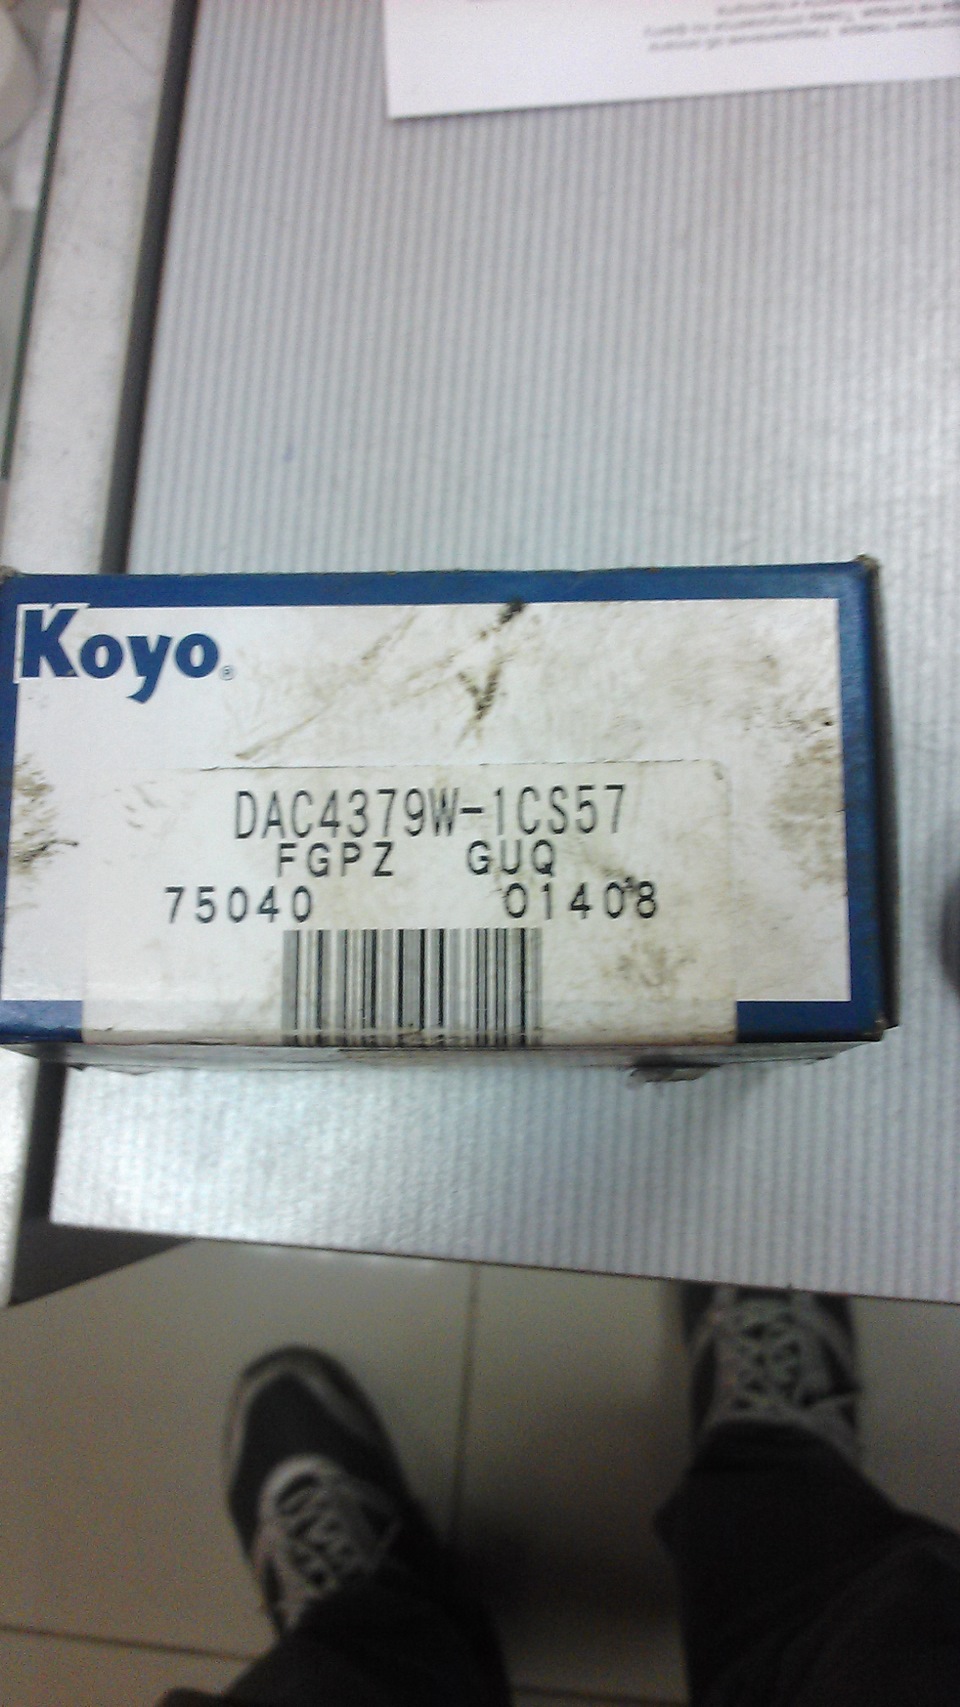 Koyo®
DAC4379W-1CS57
FGPZ GUQ
75040 01408